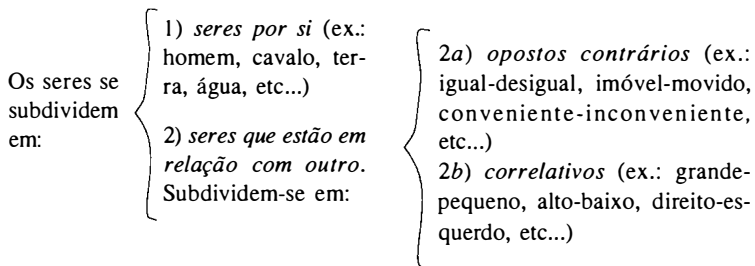 Os seres se
subdividem
em:
1) seres por si (ex.:
homem, cavalo, ter-
ra, água, etc...)
2) seres que estão em
relação com outro.
Subdividem-se em:
2a) opostos contrários (ex.:
igual-desigual, imóvel-movido,
conveniente-inconveniente,
etc...)
2b) correlativos (ex.: grande-
pequeno, alto-baixo, direito-es-
querdo, etc...)